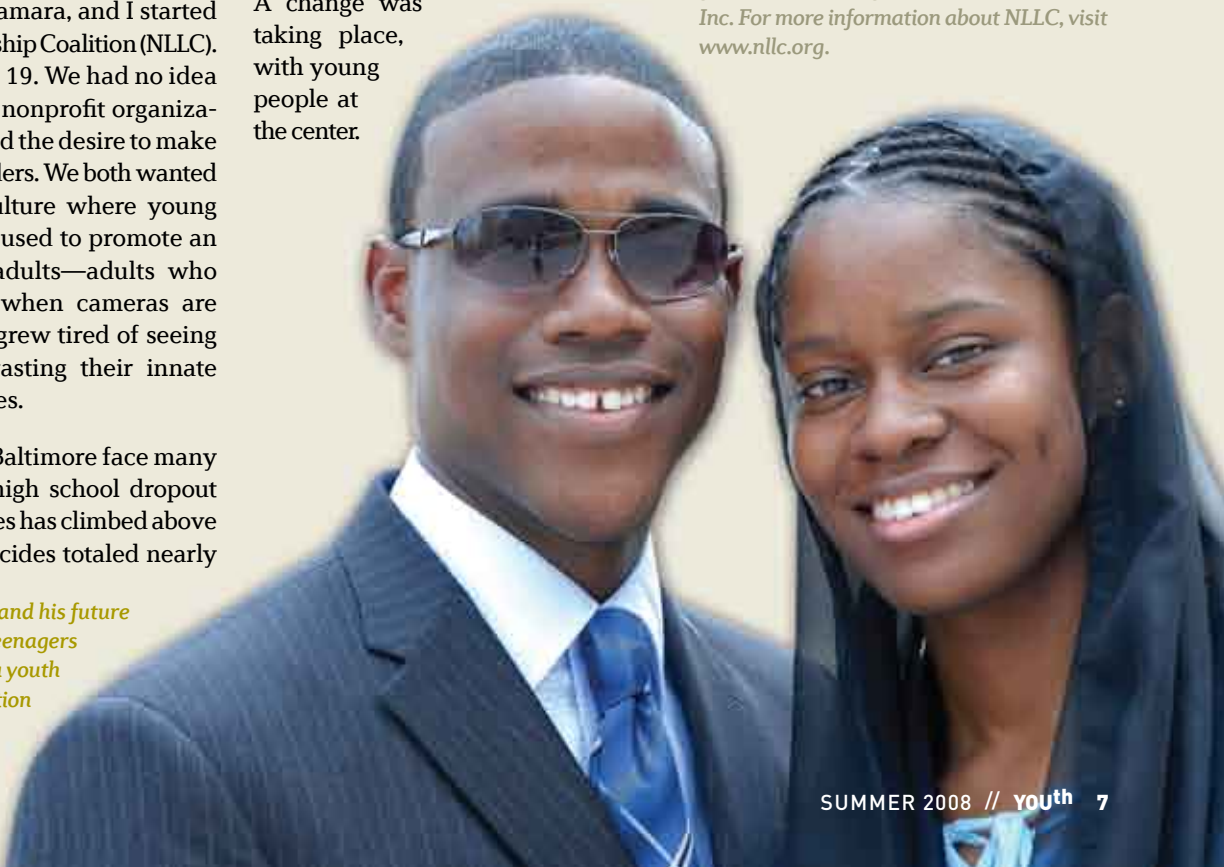 amara, and I started
ship Coalition (NLLC).
19. We had no idea
nonprofit organiza-
d the desire to make
lers. We both wanted
ulture where young
used to promote an
adults—adults who
when cameras are
grew tired of seeing
asting their innate
es.
Baltimore face many
high school dropout
es has climbed above
cides totaled nearly
and his future
eenagers
youth
tion
A change was
taking place,
with young
people at
the center.
Inc. For more information about NLLC, visit
www.nllc.org.
SUMMER 2008 // YOUth 7